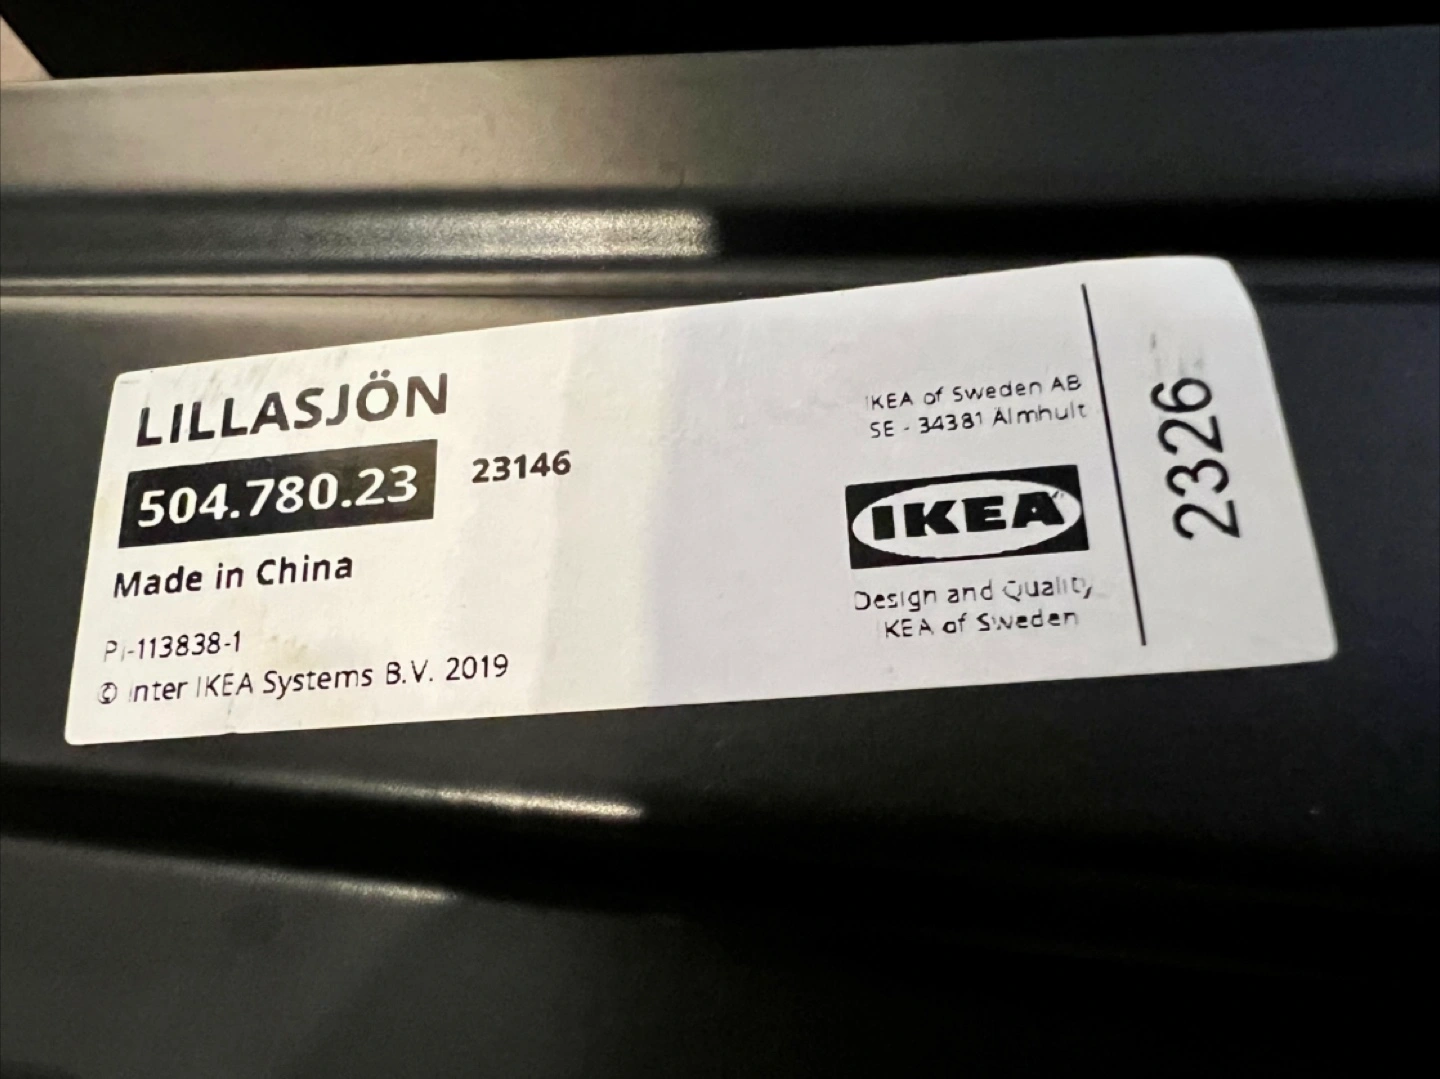 LILLASJÖN
504.780.23
23146
Made in China
PI-113838-1
© Inter IKEA Systems B.V. 2019
IKEA of Sweden AB
SE - 34381 Älmhult
IKEA
Design and Quality
IKEA of Sweden
2326